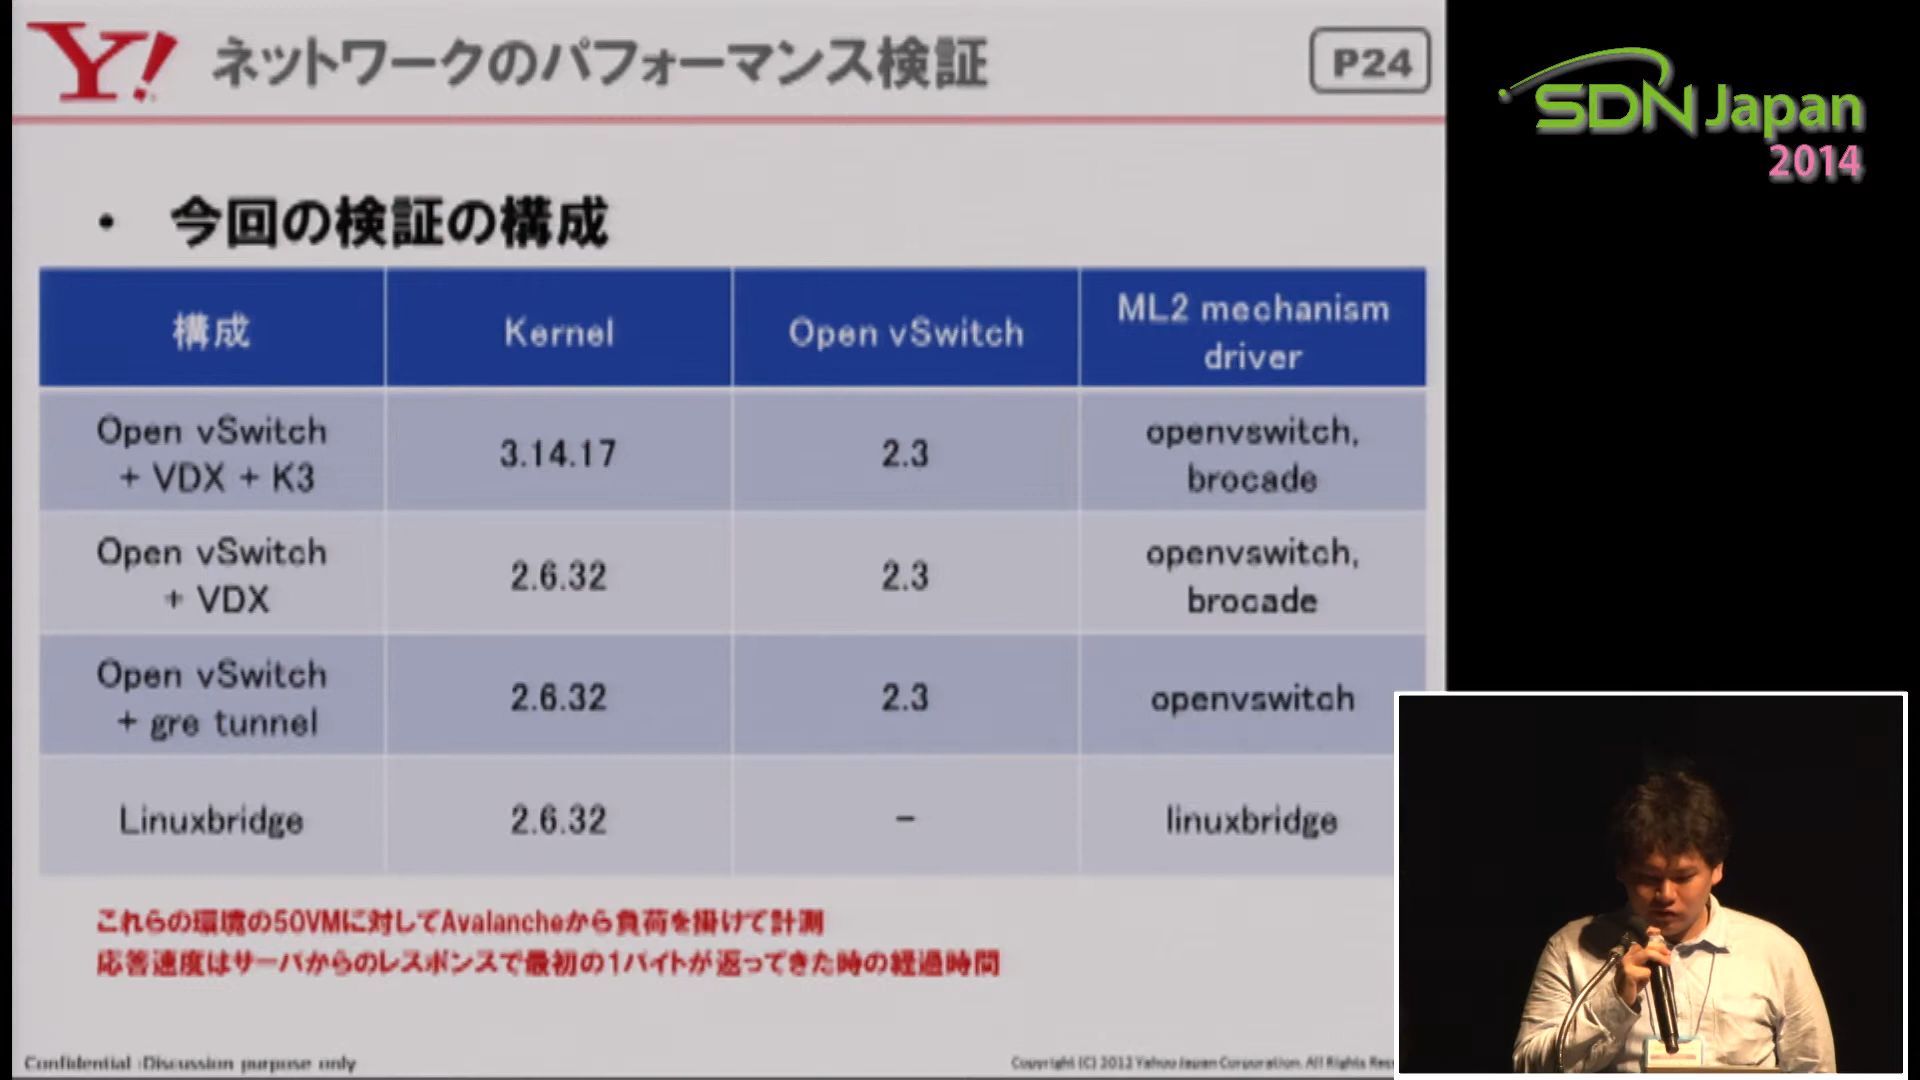 Y! ネットワークのパフォーマンス検証
P24
SDN Japan
2014
• 今回の検証の構成
構成
Kernel
Open vSwitch
ML2 mechanism
driver
Open vSwitch
+ VDX + K3
3.14.17
2.3
openvswitch,
brocade
Open vSwitch
+ VDX
2.6.32
2.3
openvswitch,
brocade
Open vSwitch
+ gre tunnel
2.6.32
2.3
openvswitch
Linuxbridge
2.6.32
-
linuxbridge
これらの環境の50VMに対してAvalancheから負荷を掛けて計測
応答速度はサーバからのレスポンスで最初の1バイトが返ってきた時の経過時間
Confidential :Discussion purpose only
Copyright (C) 2012 Yahoo Japan Corporation. All Rights